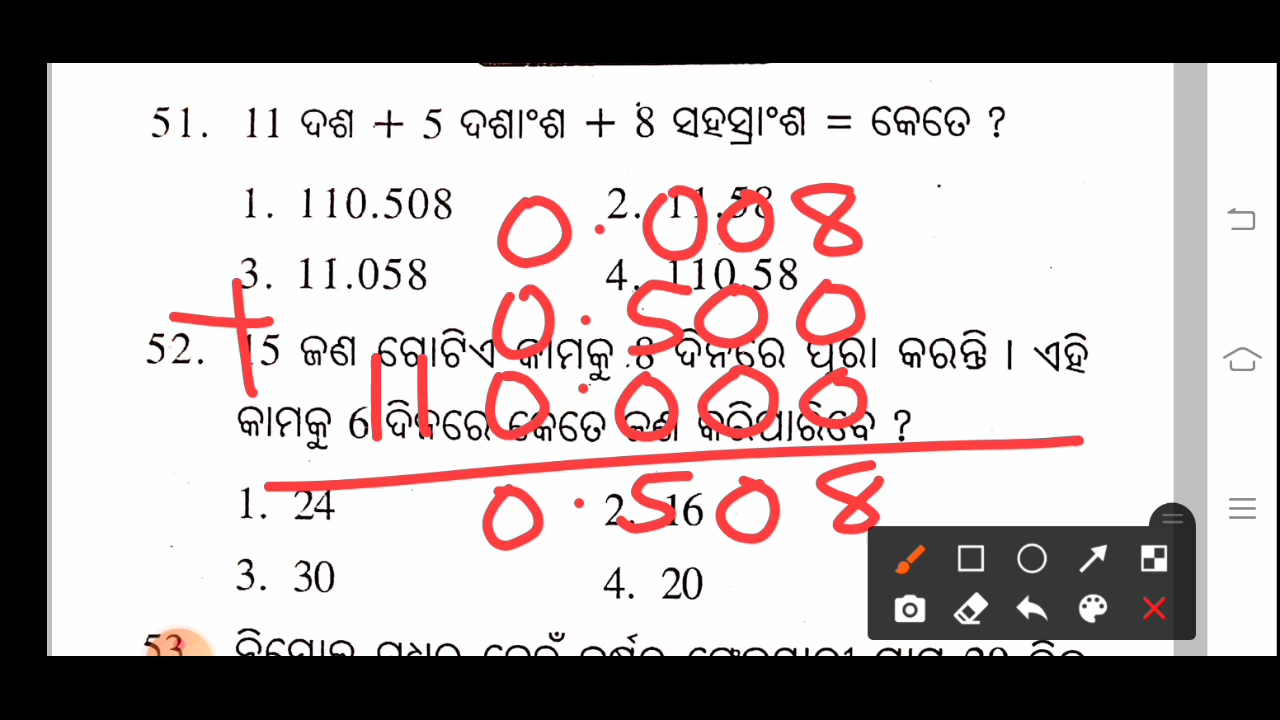 51. 11 ଦଶ + 5 ଦଶାଂଶ + 8 ସହସ୍ରାଂଶ = କେତେ ?
1. 110.508 2. 11.58
0.008
3. 11.058 4. 110.58
+ 0.500
52. 15 ଜଣ ଗୋଟିଏ କାମକୁ 8 ଦିନରେ ପୂରା କରନ୍ତି । ଏହି
110.000
କାମକୁ 6 ଦିନରେ କେତେ ଜଣ କରିପାରିବେ ?
0.508
1. 24 2. 16
3. 30 4. 20
53